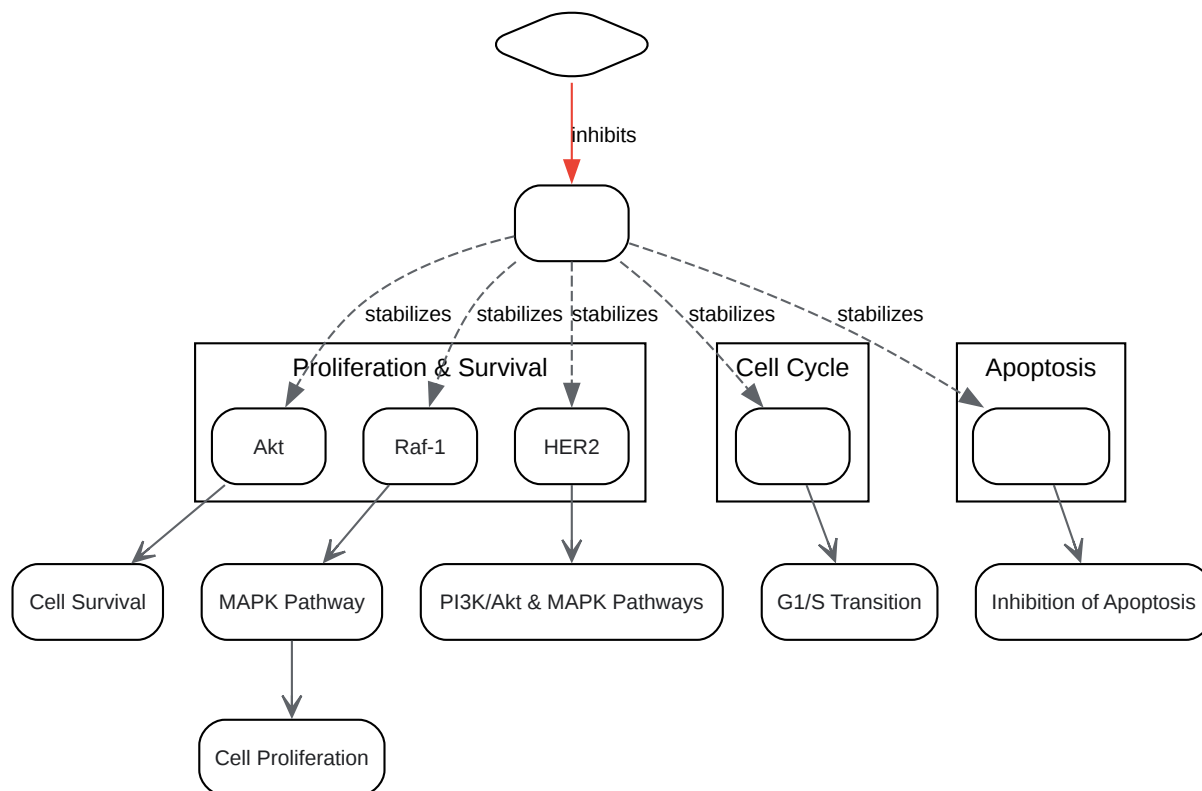 inhibits
stabilizes
stabilizes
stabilizes
stabilizes
stabilizes
Proliferation & Survival
Cell Cycle
Apoptosis
Akt
Raf-1
HER2
Cell Survival
MAPK Pathway
PI3K/Akt & MAPK Pathways
G1/S Transition
Inhibition of Apoptosis
Cell Proliferation